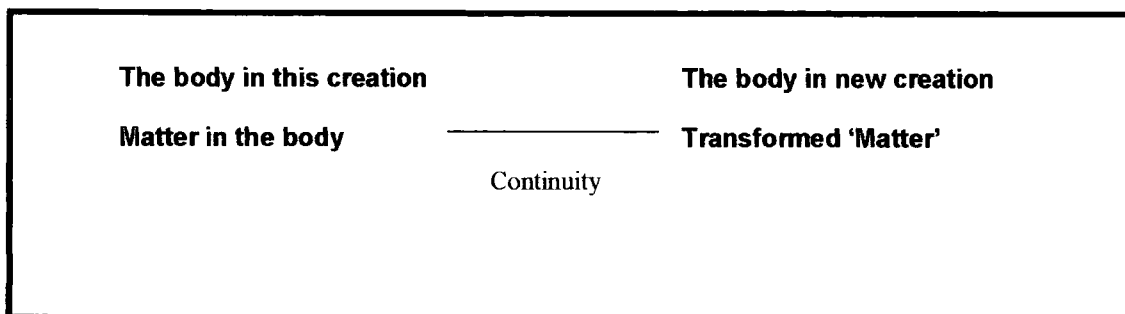 The body in this creation The body in new creation
Matter in the body Transformed ‘Matter’
Continuity